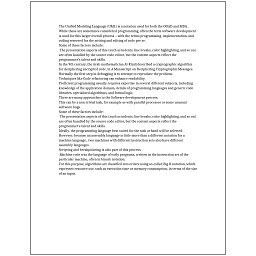 The Unified Modeling Language (UML) is a notation used for both the OOAD and MDA.
While these are sometimes considered programming, often the term software development
is used for this larger overall process – with the terms programming, implementation, and
coding reserved for the writing and editing of code per se.
Some of these factors include:
The presentation aspects of this (such as indents, line breaks, color highlighting, and so on)
are often handled by the source code editor, but the content aspects reflect the
programmer's talent and skills.
In the 9th century, the Arab mathematician Al-Kindi described a cryptographic algorithm
for deciphering encrypted code, in A Manuscript on Deciphering Cryptographic Messages.
Normally the first step in debugging is to attempt to reproduce the problem.
Techniques like Code refactoring can enhance readability.
Proficient programming usually requires expertise in several different subjects, including
knowledge of the application domain, details of programming languages and generic code
libraries, specialized algorithms, and formal logic.
There are many approaches to the Software development process.
This can be a non-trivial task, for example as with parallel processes or some unusual
software bugs.
Some of these factors include:
The presentation aspects of this (such as indents, line breaks, color highlighting, and so on)
are often handled by the source code editor, but the content aspects reflect the
programmer's talent and skills.
Ideally, the programming language best suited for the task at hand will be selected.
However, because an assembly language is little more than a different notation for a
machine language, two machines with different instruction sets also have different
assembly languages.
Scripting and breakpointing is also part of this process.
Machine code was the language of early programs, written in the instruction set of the
particular machine, often in binary notation.
For this purpose, algorithms are classified into orders using so-called Big O notation, which
expresses resource use, such as execution time or memory consumption, in terms of the size
of an input.